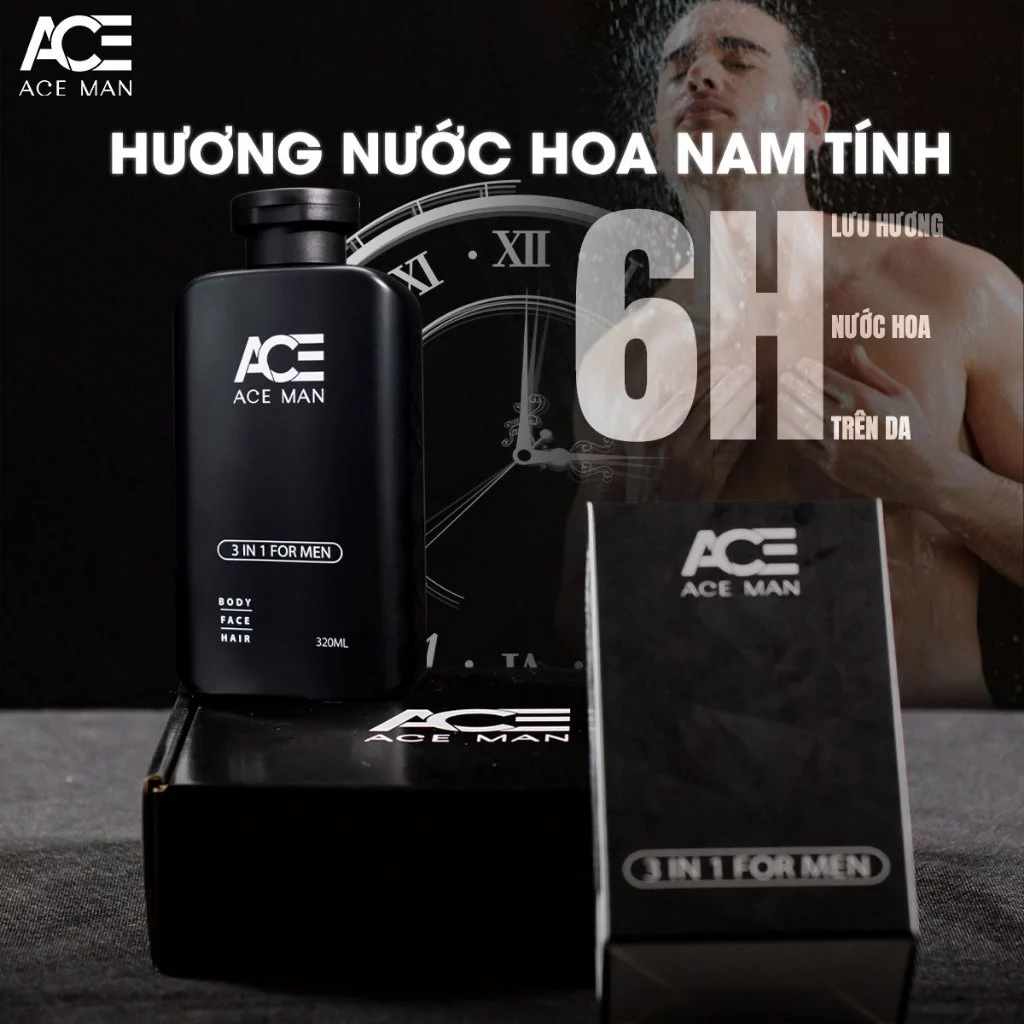 ACE
ACE MAN
HƯƠNG NƯỚC HOA NAM TÍNH
6H
LƯU HƯƠNG
NƯỚC HOA
TRÊN DA
XI
XII
ACE
ACE MAN
3 IN 1 FOR MEN
BODY
FACE
HAIR
320ML
ACE
ACE MAN
ACE
ACE MAN
3 IN 1 FOR MEN